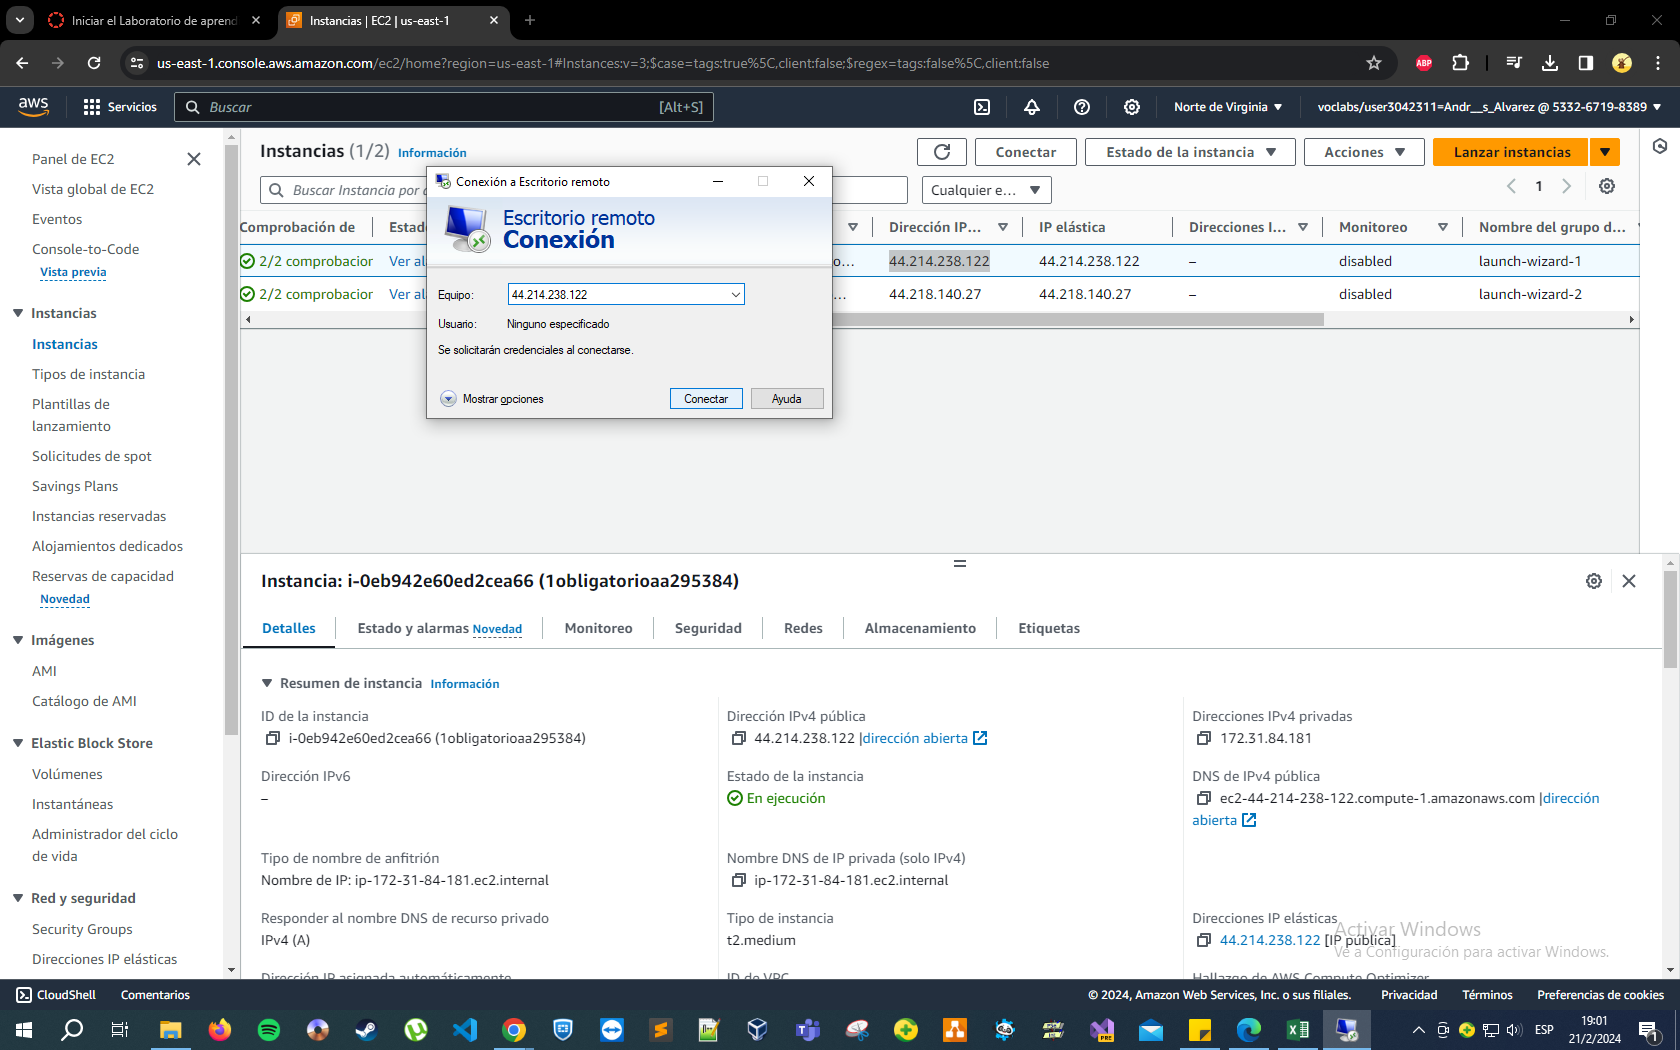 Iniciar el Laboratorio de aprend
Instancias | EC2 | us-east-1
us-east-1.console.aws.amazon.com/ec2/home?region=us-east-1#Instances:v=3;$case=tags:true%5C,client:false;$regex=tags:false%5C,client:false
ABP
aws
Servicios
Buscar
[Alt+S]
Norte de Virginia
voclabs/user3042311=Andr__s_Alvarez @ 5332-6719-8389
Panel de EC2
Vista global de EC2
Eventos
Console-to-Code
Vista previa
Instancias
Instancias
Tipos de instancia
Plantillas de
lanzamiento
Solicitudes de spot
Savings Plans
Instancias reservadas
Alojamientos dedicados
Reservas de capacidad
Novedad
Imágenes
AMI
Catálogo de AMI
Elastic Block Store
Volúmenes
Instantáneas
Administrador del ciclo
de vida
Red y seguridad
Security Groups
Direcciones IP elásticas
Instancias (1/2) Información
Conectar
Estado de la instancia
Acciones
Lanzar instancias
Buscar Instancia por
Cualquier e...
1
Comprobación de
Estad
Dirección IP...
IP elástica
Direcciones I...
Monitoreo
Nombre del grupo d...
2/2 comprobacior
Ver al
o...
44.214.238.122
44.214.238.122
–
disabled
launch-wizard-1
2/2 comprobacior
Ver al
...
44.218.140.27
44.218.140.27
–
disabled
launch-wizard-2
Conexión a Escritorio remoto
Escritorio remoto
Conexión
Equipo:
44.214.238.122
Usuario:
Ninguno especificado
Se solicitarán credenciales al conectarse.
Mostrar opciones
Conectar
Ayuda
Instancia: i-0eb942e60ed2cea66 (1obligatorioaa295384)
Detalles
Estado y alarmas Novedad
Monitoreo
Seguridad
Redes
Almacenamiento
Etiquetas
Resumen de instancia Información
ID de la instancia
i-0eb942e60ed2cea66 (1obligatorioaa295384)
Dirección IPv4 pública
44.214.238.122 |dirección abierta
Direcciones IPv4 privadas
172.31.84.181
Dirección IPv6
–
Estado de la instancia
En ejecución
DNS de IPv4 pública
ec2-44-214-238-122.compute-1.amazonaws.com |dirección
abierta
Tipo de nombre de anfitrión
Nombre de IP: ip-172-31-84-181.ec2.internal
Nombre DNS de IP privada (solo IPv4)
ip-172-31-84-181.ec2.internal
Responder al nombre DNS de recurso privado
IPv4 (A)
Tipo de instancia
t2.medium
Direcciones IP elásticas
44.214.238.122 [IP pública]
Dirección IP asignada automáticamente
ID de VPC
Hallazgo de AWS Compute Optimizer
Activar Windows
Ve a Configuración para activar Windows.
CloudShell
Comentarios
© 2024, Amazon Web Services, Inc. o sus filiales.
Privacidad
Términos
Preferencias de cookies
PRE
ESP
19:01
21/2/2024
1